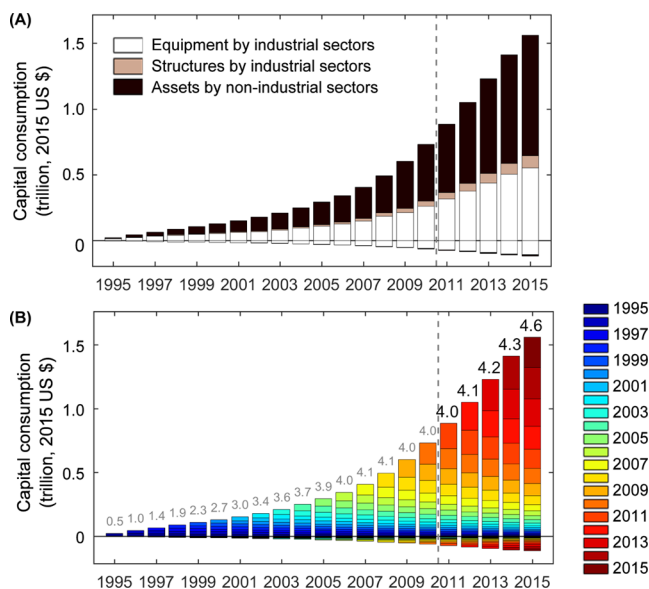 (A)
Capital consumption
(trillion, 2015 US $)
1.5
1.0
0.5
0
Equipment by industrial sectors
Structures by industrial sectors
Assets by non-industrial sectors
1995 1997 1999 2001 2003 2005 2007 2009 2011 2013 2015
(B)
Capital consumption
(trillion, 2015 US $)
1.5
1.0
0.5
0
0.5 1.0 1.4 1.9 2.3 2.7 3.0 3.4 3.6 3.7 3.9 4.0 4.1 4.1 4.0 4.0 4.0 4.1 4.2 4.3 4.6
1995 1997 1999 2001 2003 2005 2007 2009 2011 2013 2015
1995
1997
1999
2001
2003
2005
2007
2009
2011
2013
2015